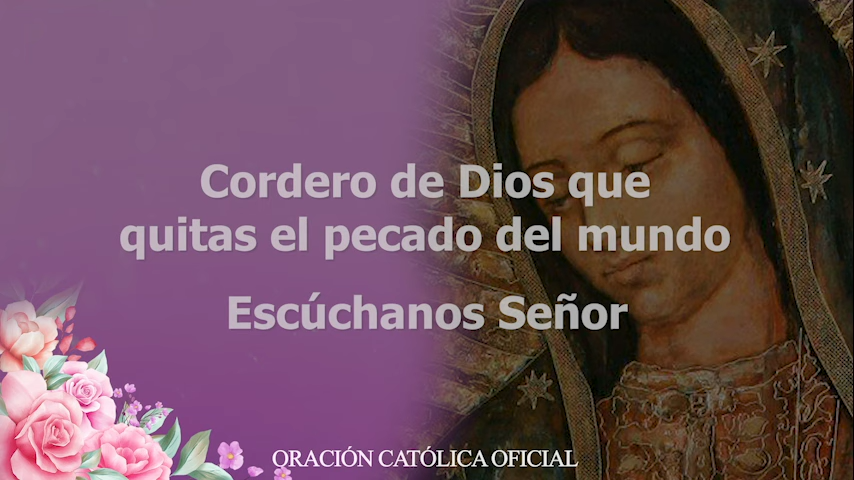 Cordero de Dios que
quitas el pecado del mundo
Escúchanos Señor
ORACIÓN CATÓLICA OFICIAL